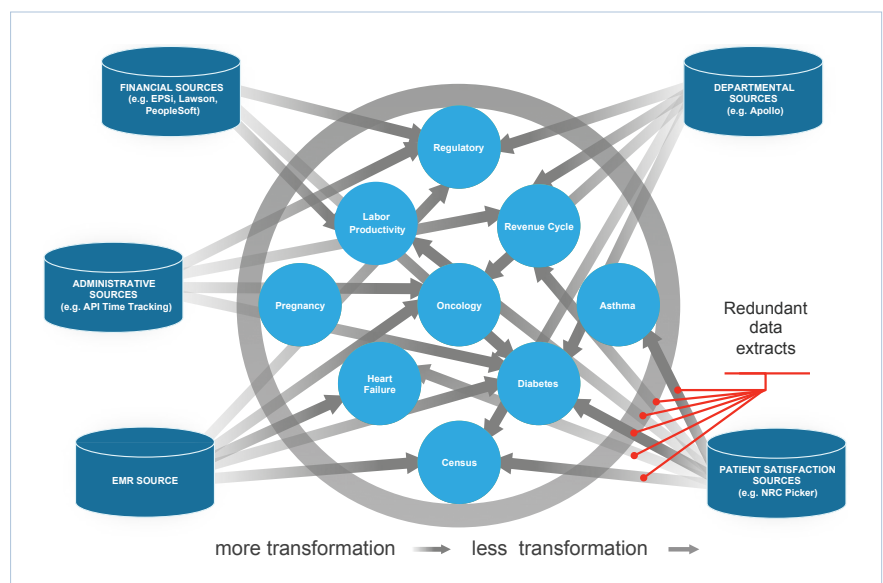 FINANCIAL SOURCES
(e.g. EPSi, Lawson,
PeopleSoft)
DEPARTMENTAL
SOURCES
(e.g. Apollo)
Regulatory
Labor
Productivity
Revenue Cycle
ADMINISTRATIVE
SOURCES
(e.g. API Time Tracking)
Pregnancy
Oncology
Asthma
Redundant
data
extracts
Heart
Failure
Diabetes
EMR SOURCE
Census
PATIENT SATISFACTION
SOURCES
(e.g. NRC Picker)
more transformation
less transformation